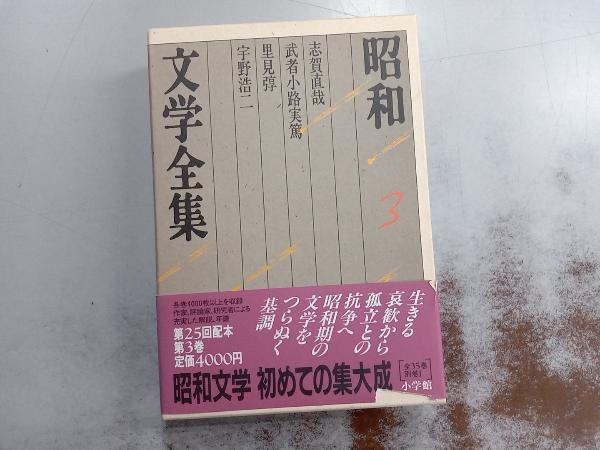 昭和
3
文学全集
志賀直哉
武者小路実篤
里見弴
宇野浩二
生きる
哀歓から
孤立との
抗争へ
昭和期の
文学を
つらぬく
基調
各巻4000枚以上を収録
作家、評論家、研究者による
充実した解説、年譜
第25回配本
第3巻
定価4000円
昭和文学 初めての集大成
全35巻
別巻1
小学館